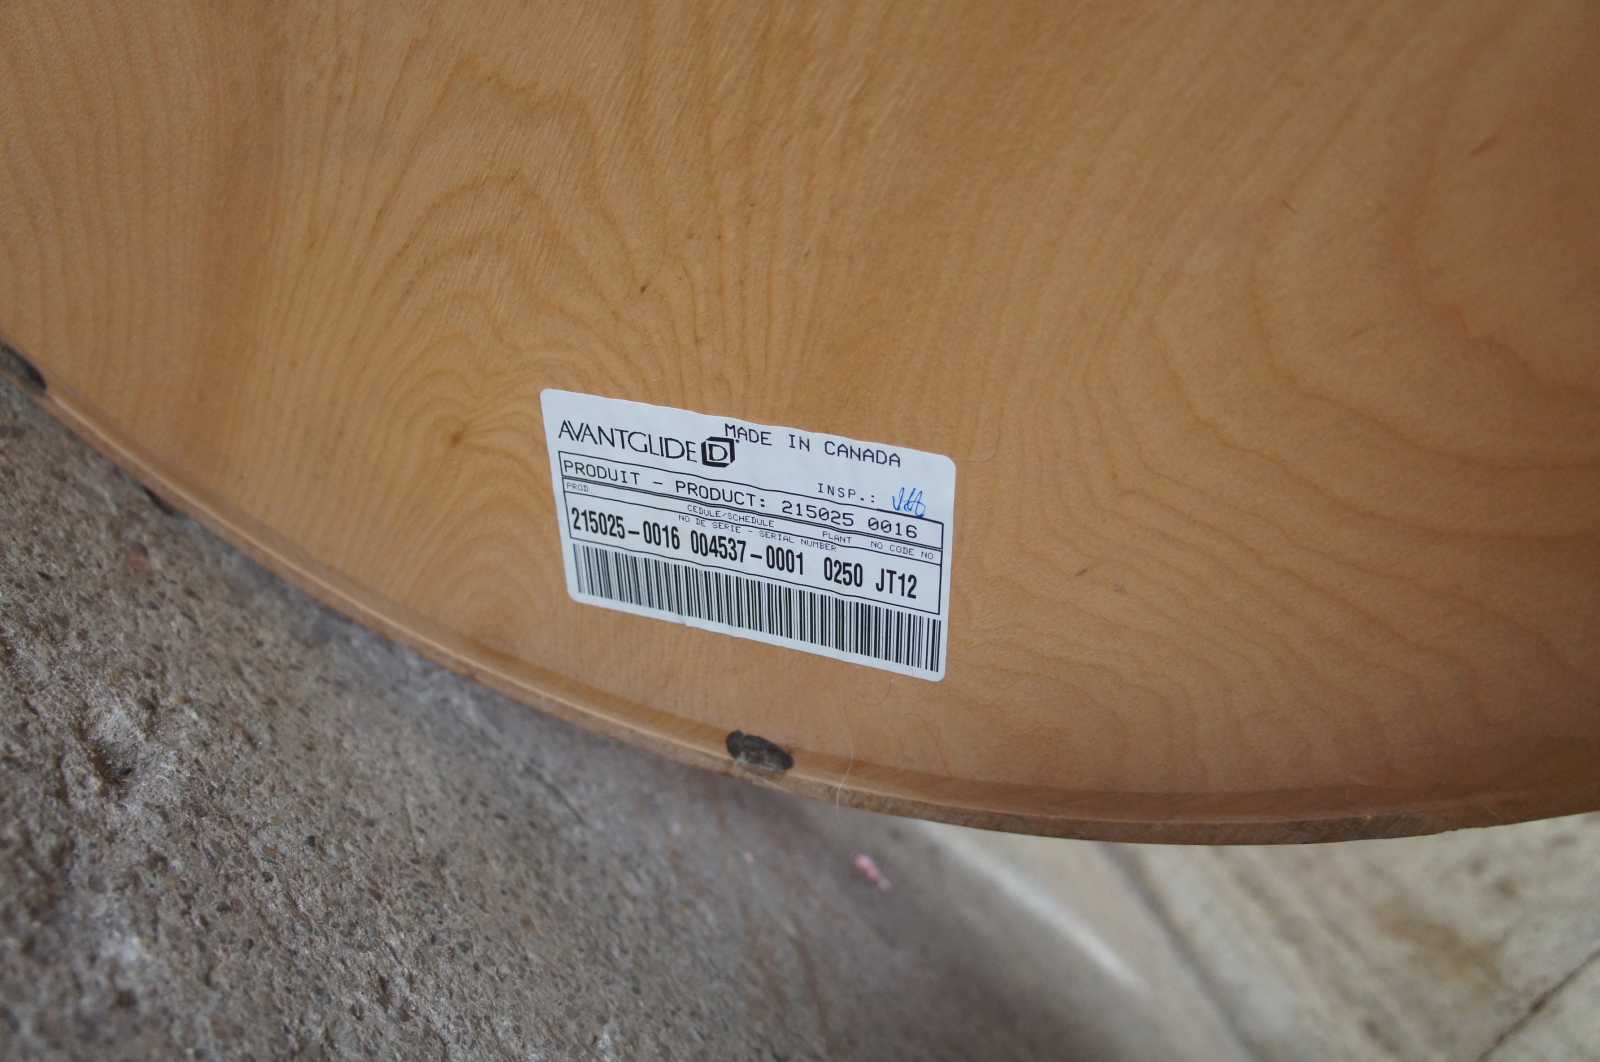 AVANTGLIDE D MADE IN CANADA
INSP.:
PRODUIT - PRODUCT: 215025 0016
PROD CEDULE/SCHEDULE PLANT NO CODE NO
NO DE SERIE - SERIAL NUMBER
215025-0016 004537-0001 0250 JT12